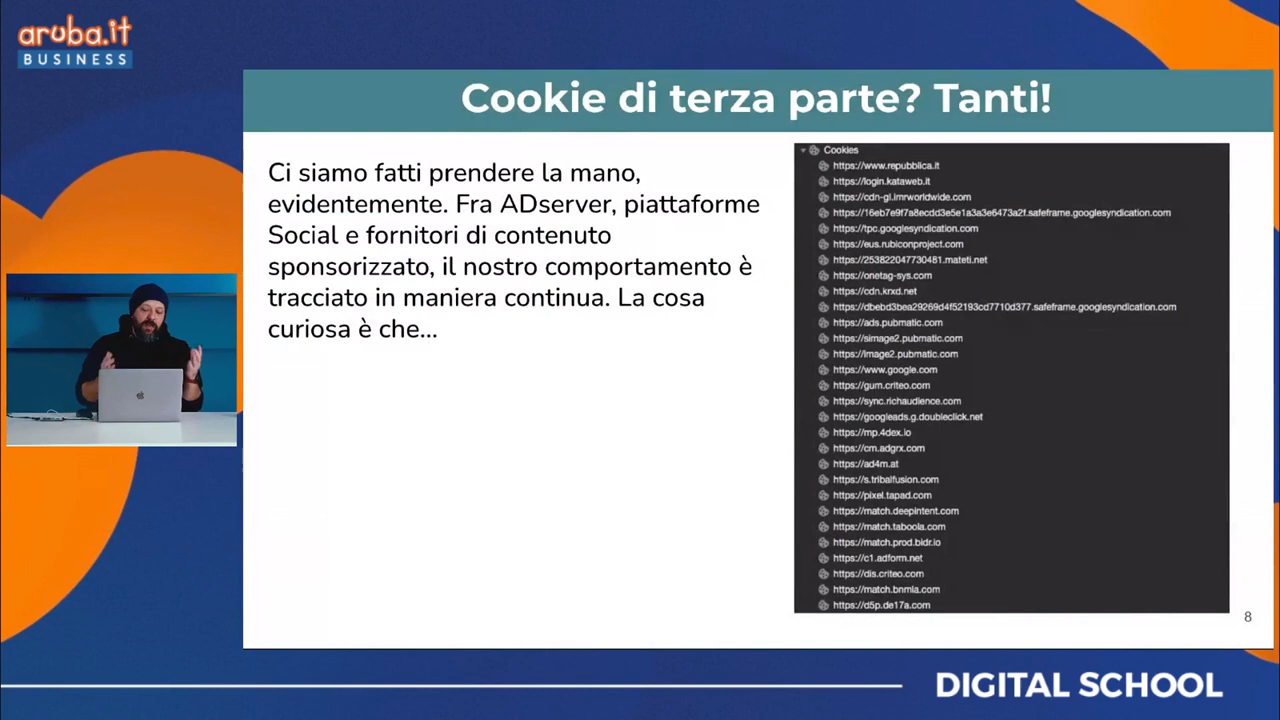 aruba.it
BUSINESS
Cookie di terza parte? Tanti!
Ci siamo fatti prendere la mano,
evidentemente. Fra ADserver, piattaforme
Social e fornitori di contenuto
sponsorizzato, il nostro comportamento è
tracciato in maniera continua. La cosa
curiosa è che...
Cookies
https://www.repubblica.it
https://login.kataweb.it
https://cdn-gl.imrworldwide.com
https://16eb7e9f7a8ecdd3e5e1a3a3e6473a2f.safeframe.googlesyndication.com
https://tpc.googlesyndication.com
https://eus.rubiconproject.com
https://253822047730481.mateti.net
https://onetag-sys.com
https://cdn.krxd.net
https://dbebd3bea29269d4f52193cd7710d377.safeframe.googlesyndication.com
https://ads.pubmatic.com
https://simage2.pubmatic.com
https://image2.pubmatic.com
https://www.google.com
https://gum.criteo.com
https://sync.richaudience.com
https://googleads.g.doubleclick.net
https://mp.4dex.io
https://cm.adgrx.com
https://ad4m.at
https://s.tribalfusion.com
https://pixel.tapad.com
https://match.deepintent.com
https://match.taboola.com
https://match.prod.bidr.io
https://c1.adform.net
https://dis.criteo.com
https://match.bnmla.com
https://d5p.de17a.com
8
DIGITAL SCHOOL